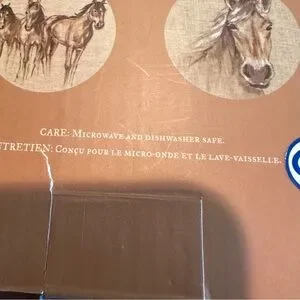 CARE: MICROWAVE AND DISHWASHER SAFE.
ENTRETIEN: CONÇU POUR LE MICRO-ONDE ET LE LAVE-VAISSELLE.